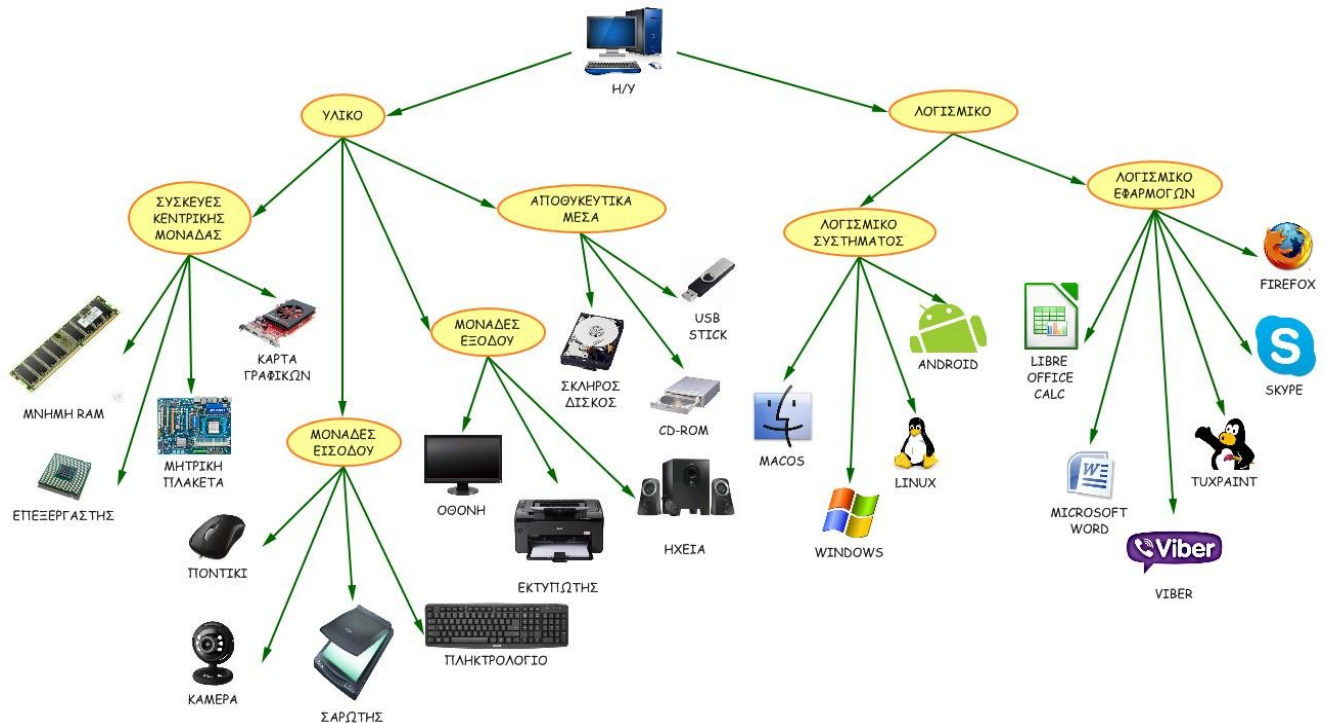 Η/Υ
ΥΛΙΚΟ
ΛΟΓΙΣΜΙΚΟ
ΣΥΣΚΕΥΕΣ
ΚΕΝΤΡΙΚΗΣ
ΜΟΝΑΔΑΣ
ΑΠΟΘΥΚΕΥΤΙΚΑ
ΜΕΣΑ
ΛΟΓΙΣΜΙΚΟ
ΣΥΣΤΗΜΑΤΟΣ
ΛΟΓΙΣΜΙΚΟ
ΕΦΑΡΜΟΓΩΝ
ΜΝΗΜΗ RAM
ΚΑΡΤΑ
ΓΡΑΦΙΚΩΝ
ΜΗΤΡΙΚΗ
ΠΛΑΚΕΤΑ
ΕΠΕΞΕΡΓΑΣΤΗΣ
ΜΟΝΑΔΕΣ
ΕΙΣΟΔΟΥ
ΠΟΝΤΙΚΙ
ΚΑΜΕΡΑ
ΣΑΡΩΤΗΣ
ΠΛΗΚΤΡΟΛΟΓΙΟ
ΜΟΝΑΔΕΣ
ΕΞΟΔΟΥ
ΟΘΟΝΗ
ΕΚΤΥΠΩΤΗΣ
ΗΧΕΙΑ
ΣΚΛΗΡΟΣ
ΔΙΣΚΟΣ
USB
STICK
CD-ROM
MACOS
WINDOWS
LINUX
ANDROID
LIBRE
OFFICE
CALC
W
MICROSOFT
WORD
Viber
VIBER
TUXPAINT
S
SKYPE
FIREFOX